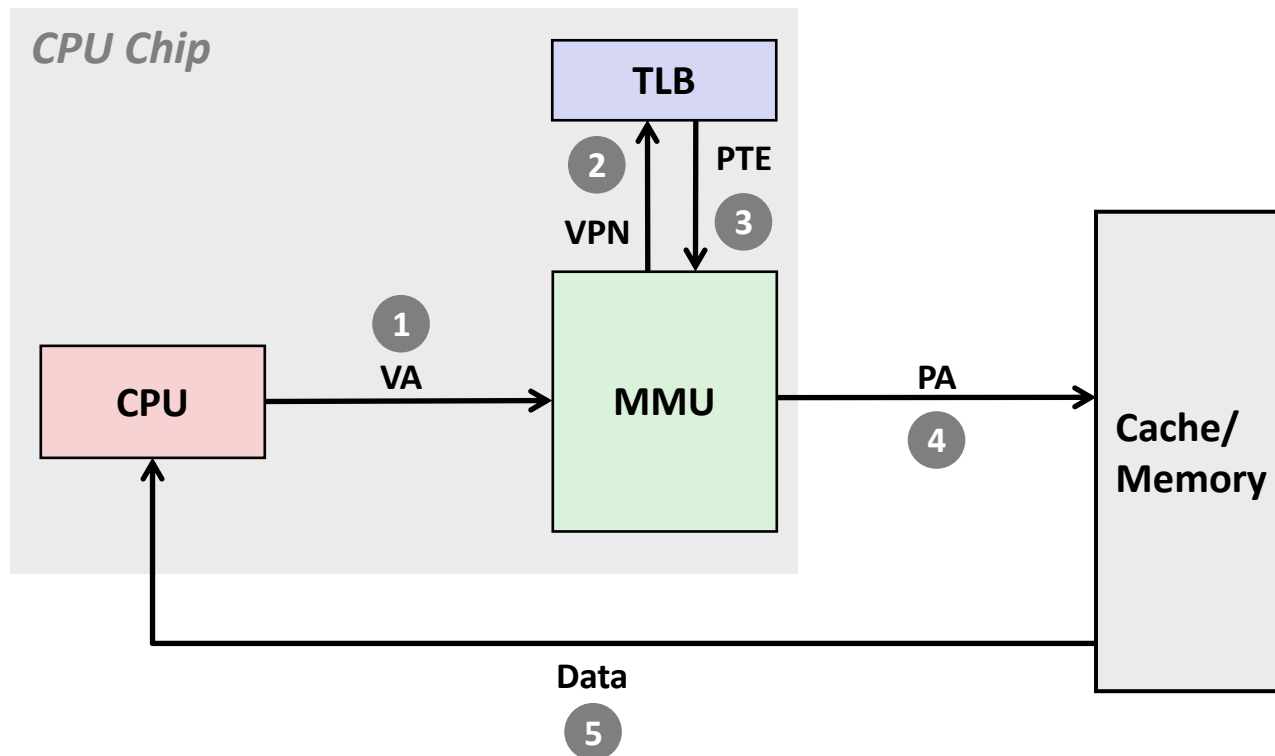 CPU Chip
TLB
2
PTE
VPN
3
1
VA
CPU
MMU
PA
4
Cache/
Memory
Data
5